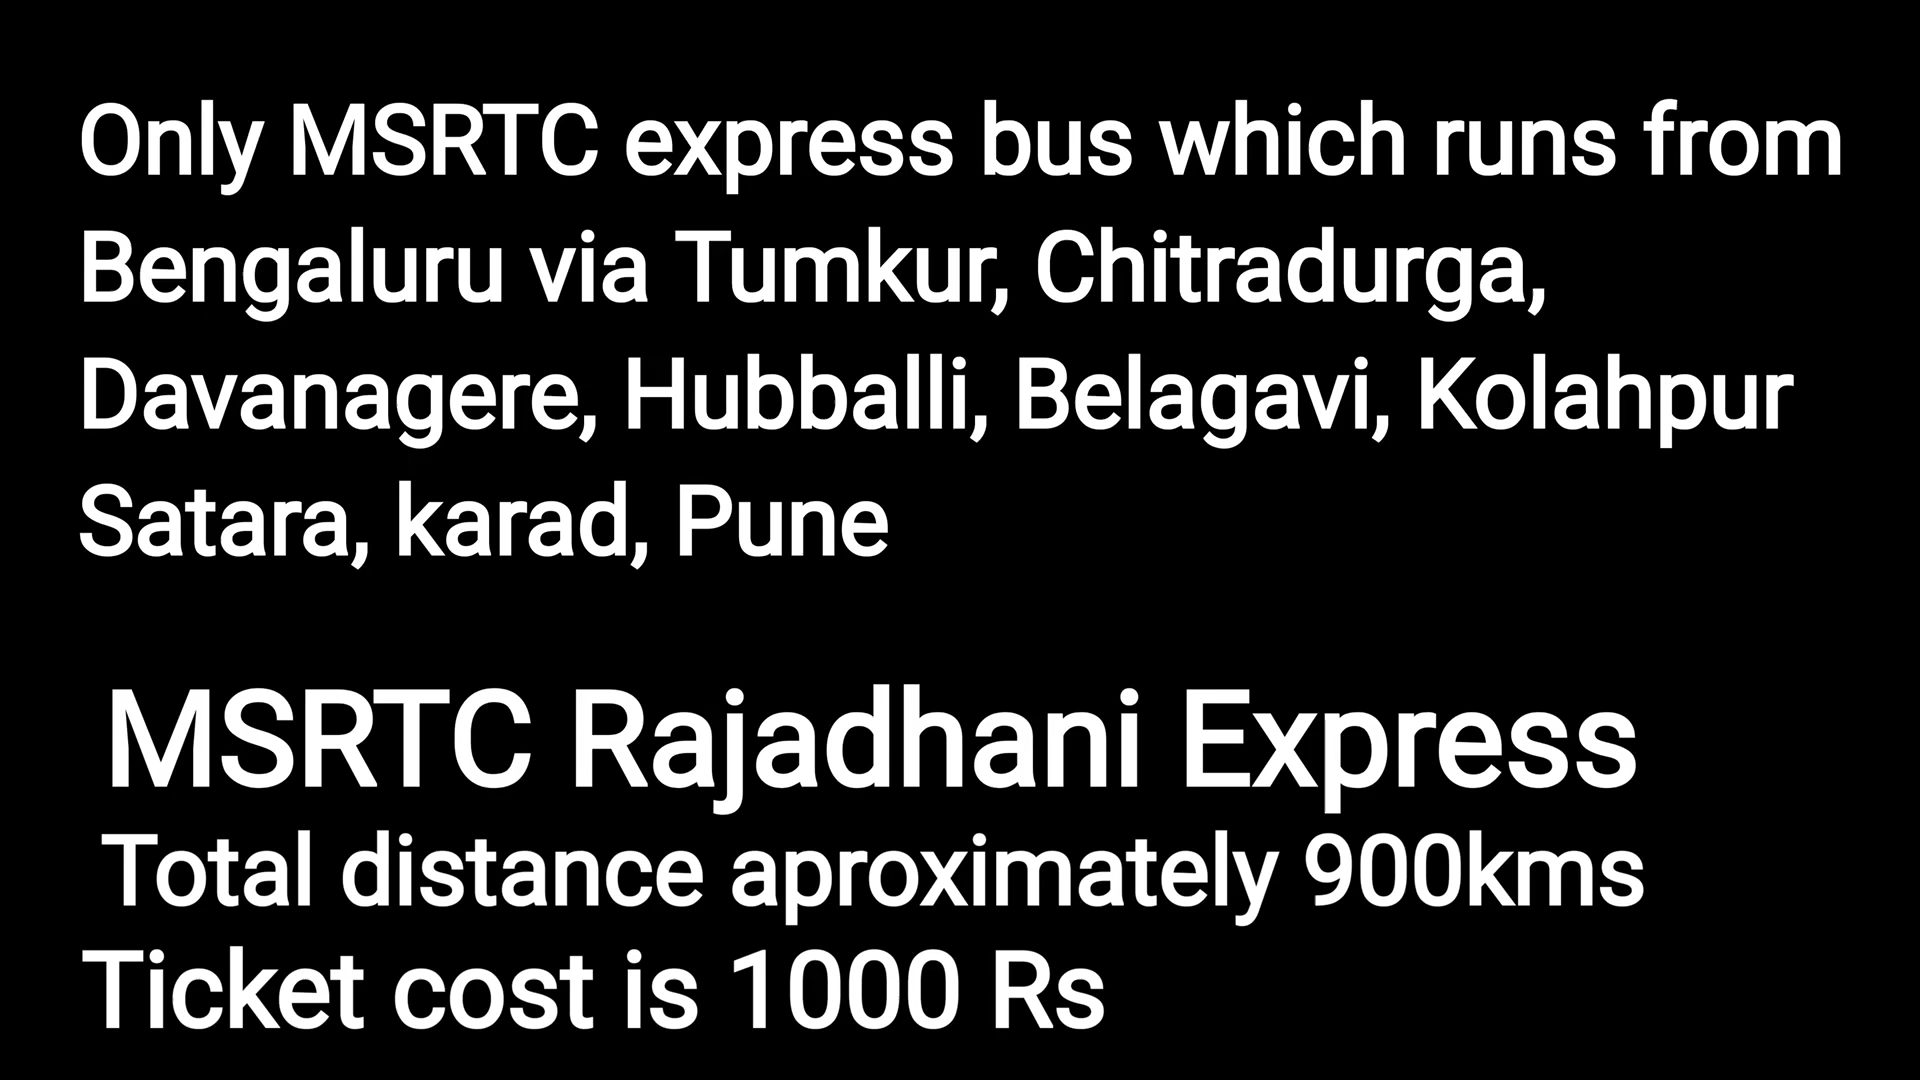 Only MSRTC express bus which runs from
Bengaluru via Tumkur, Chitradurga,
Davanagere, Hubballi, Belagavi, Kolahpur
Satara, karad, Pune
MSRTC Rajadhani Express
Total distance aproximately 900kms
Ticket cost is 1000 Rs